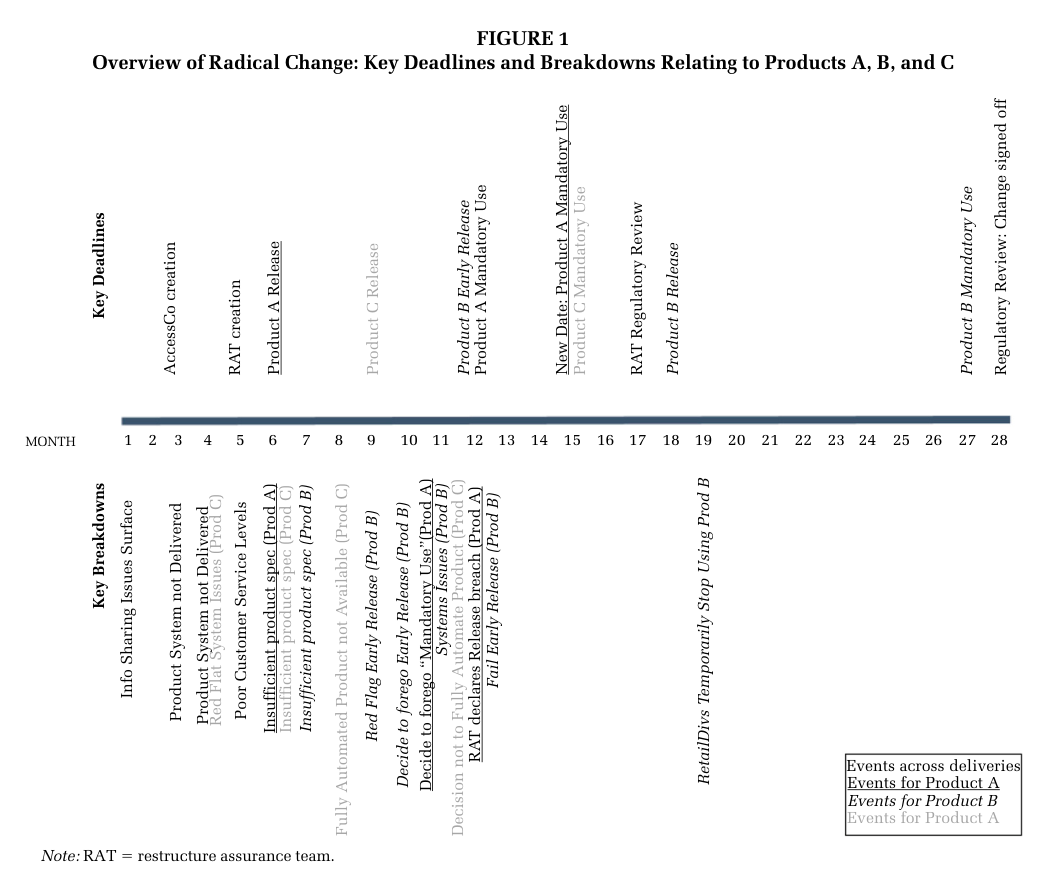 FIGURE 1
Overview of Radical Change: Key Deadlines and Breakdowns Relating to Products A, B, and C
Key Deadlines
AccessCo creation
RAT creation
Product A Release
Product C Release
Product B Early Release
Product A Mandatory Use
New Date: Product A Mandatory Use
Product C Mandatory Use
RAT Regulatory Review
Product B Release
Product B Mandatory Use
Regulatory Review: Change signed off
MONTH 1 2 3 4 5 6 7 8 9 10 11 12 13 14 15 16 17 18 19 20 21 22 23 24 25 26 27 28
Key Breakdowns
Info Sharing Issues Surface
Product System not Delivered
Product System not Delivered
Red Flat System Issues (Prod C)
Poor Customer Service Levels
Insufficient product spec (Prod A)
Insufficient product spec (Prod C)
Insufficient product spec (Prod B)
Fully Automated Product not Available (Prod C)
Red Flag Early Release (Prod B)
Decide to forego Early Release (Prod B)
Decide to forego “Mandatory Use”(Prod A)
Systems Issues (Prod B)
Decision not to Fully Automate Product (Prod C)
RAT declares Release breach (Prod A)
Fail Early Release (Prod B)
RetailDivs Temporarily Stop Using Prod B
Events across deliveries
Events for Product A
Events for Product B
Events for Product A
Note: RAT = restructure assurance team.